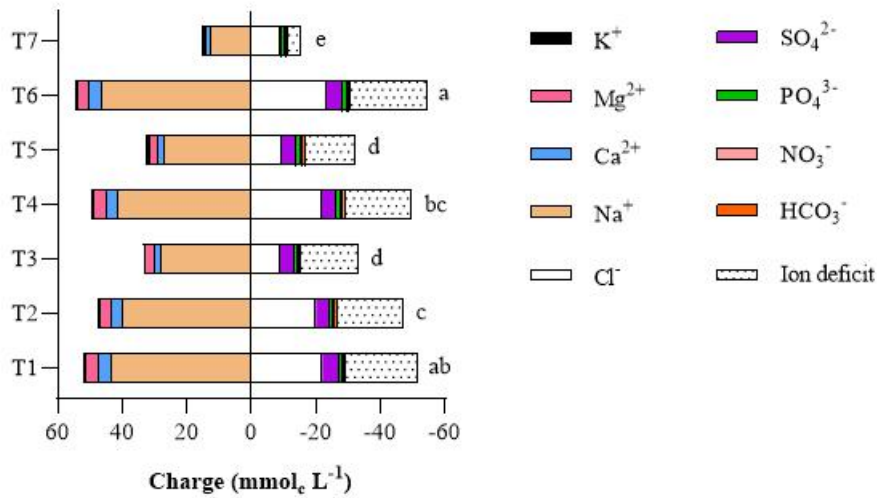 T7
e
T6
a
T5
d
T4
bc
T3
d
T2
c
T1
ab
60 40 20 0 -20 -40 -60
Charge (mmol_c L⁻¹)
K⁺
Mg²⁺
Ca²⁺
Na⁺
Cl⁻
SO₄²⁻
PO₄³⁻
NO₃⁻
HCO₃⁻
Ion deficit